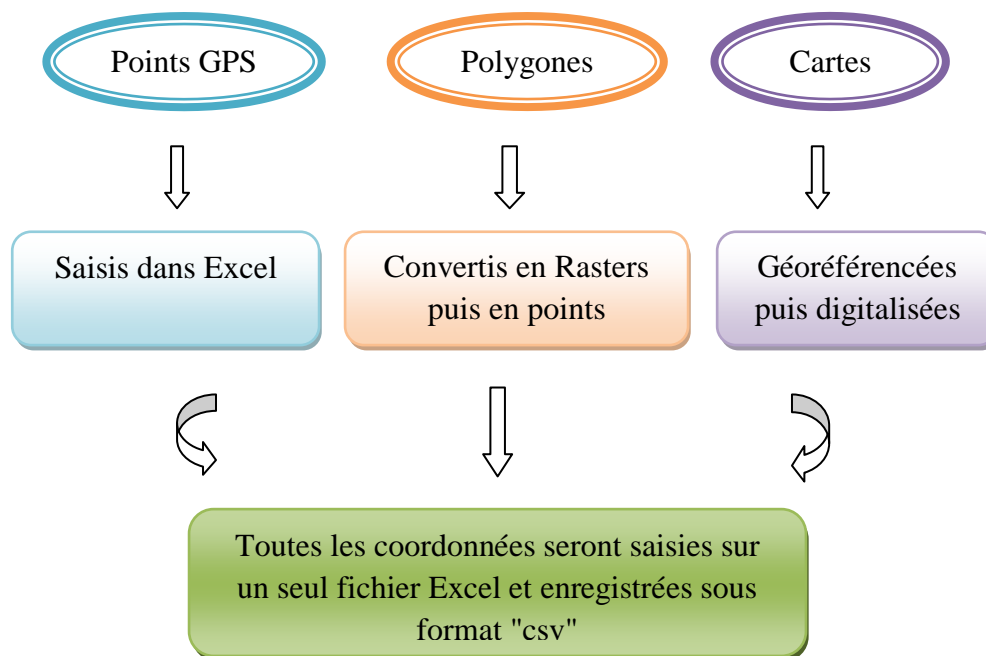 Points GPS
Polygones
Cartes
Saisis dans Excel
Convertis en Rasters
puis en points
Géoréférencées
puis digitalisées
Toutes les coordonnées seront saisies sur
un seul fichier Excel et enregistrées sous
format "csv"